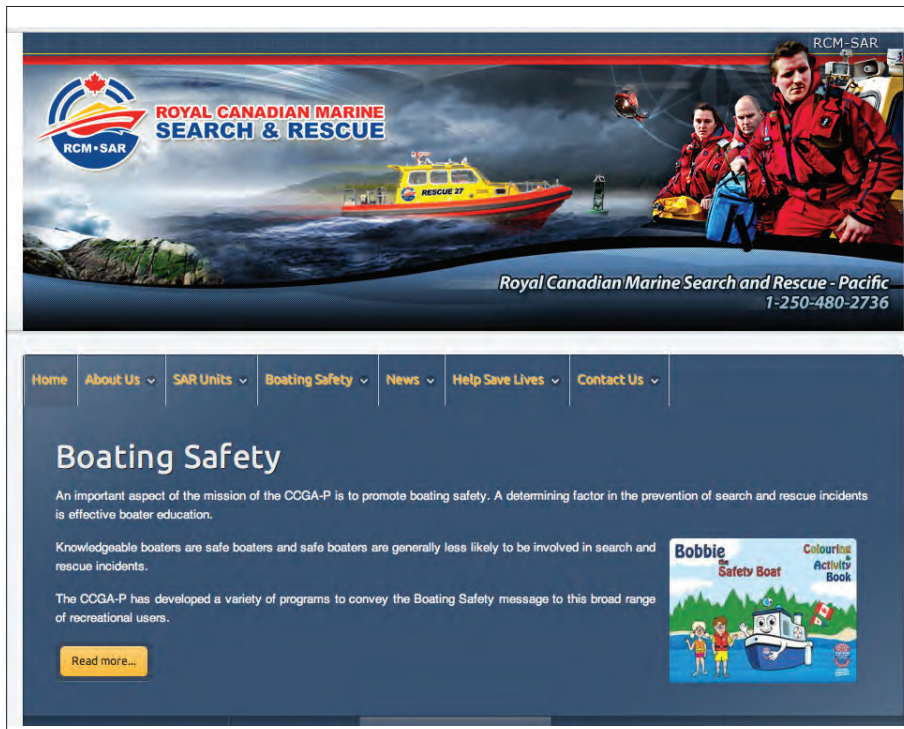 RCM-SAR
ROYAL CANADIAN MARINE
SEARCH & RESCUE
RCM•SAR
RESCUE 27
Royal Canadian Marine Search and Rescue - Pacific
1-250-480-2736
Home About Us SAR Units Boating Safety News Help Save Lives Contact Us
Boating Safety
An important aspect of the mission of the CCGA-P is to promote boating safety. A determining factor in the prevention of search and rescue incidents
is effective boater education.
Knowledgeable boaters are safe boaters and safe boaters are generally less likely to be involved in search and
rescue incidents.
The CCGA-P has developed a variety of programs to convey the Boating Safety message to this broad range
of recreational users.
Read more...
Bobbie
the
Safety Boat
Colouring
&
Activity
Book